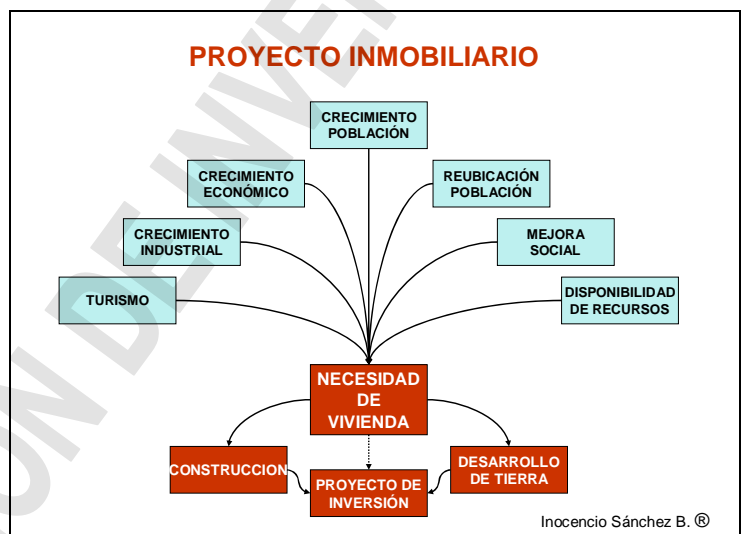 PROYECTO INMOBILIARIO
CRECIMIENTO
POBLACIÓN
CRECIMIENTO
ECONÓMICO
REUBICACIÓN
POBLACIÓN
CRECIMIENTO
INDUSTRIAL
MEJORA
SOCIAL
TURISMO
DISPONIBILIDAD
DE RECURSOS
NECESIDAD
DE
VIVIENDA
CONSTRUCCION
DESARROLLO
DE TIERRA
PROYECTO DE
INVERSIÓN
Inocencio Sánchez B. ®